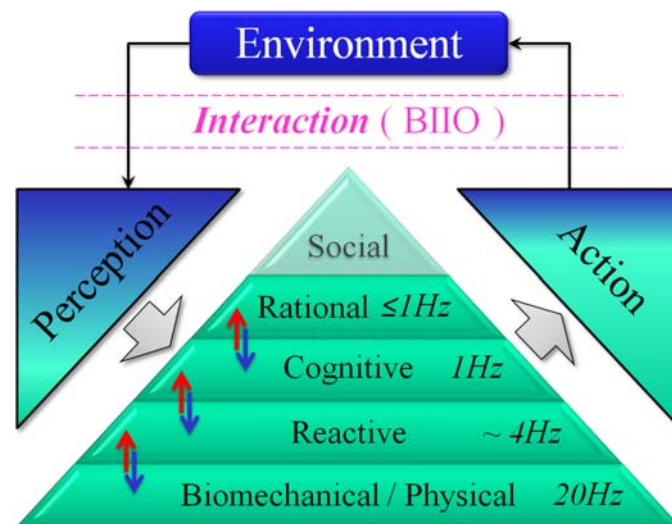 Environment
Interaction ( BIIO )
Perception
Action
Social
Rational ≤1Hz
Cognitive 1Hz
Reactive ~ 4Hz
Biomechanical / Physical 20Hz